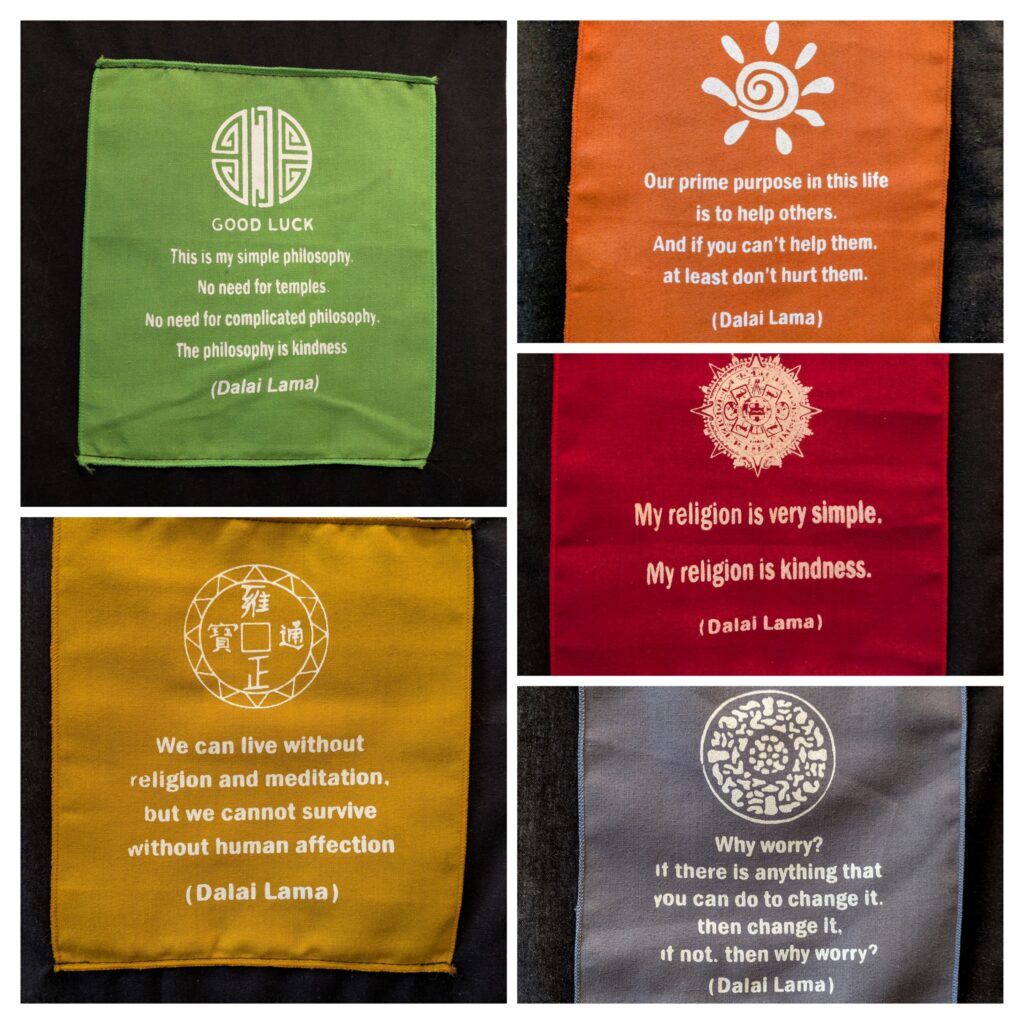 GOOD LUCK
This is my simple philosophy.
No need for temples.
No need for complicated philosophy.
The philosophy is kindness
(Dalai Lama)
Our prime purpose in this life
is to help others.
And if you can't help them.
at least don't hurt them.
(Dalai Lama)
My religion is very simple.
My religion is kindness.
(Dalai Lama)
雍
寶 通
正
We can live without
religion and meditation,
but we cannot survive
without human affection
(Dalai Lama)
Why worry?
If there is anything that
you can do to change it.
then change it,
if not. then why worry?
(Dalai Lama)